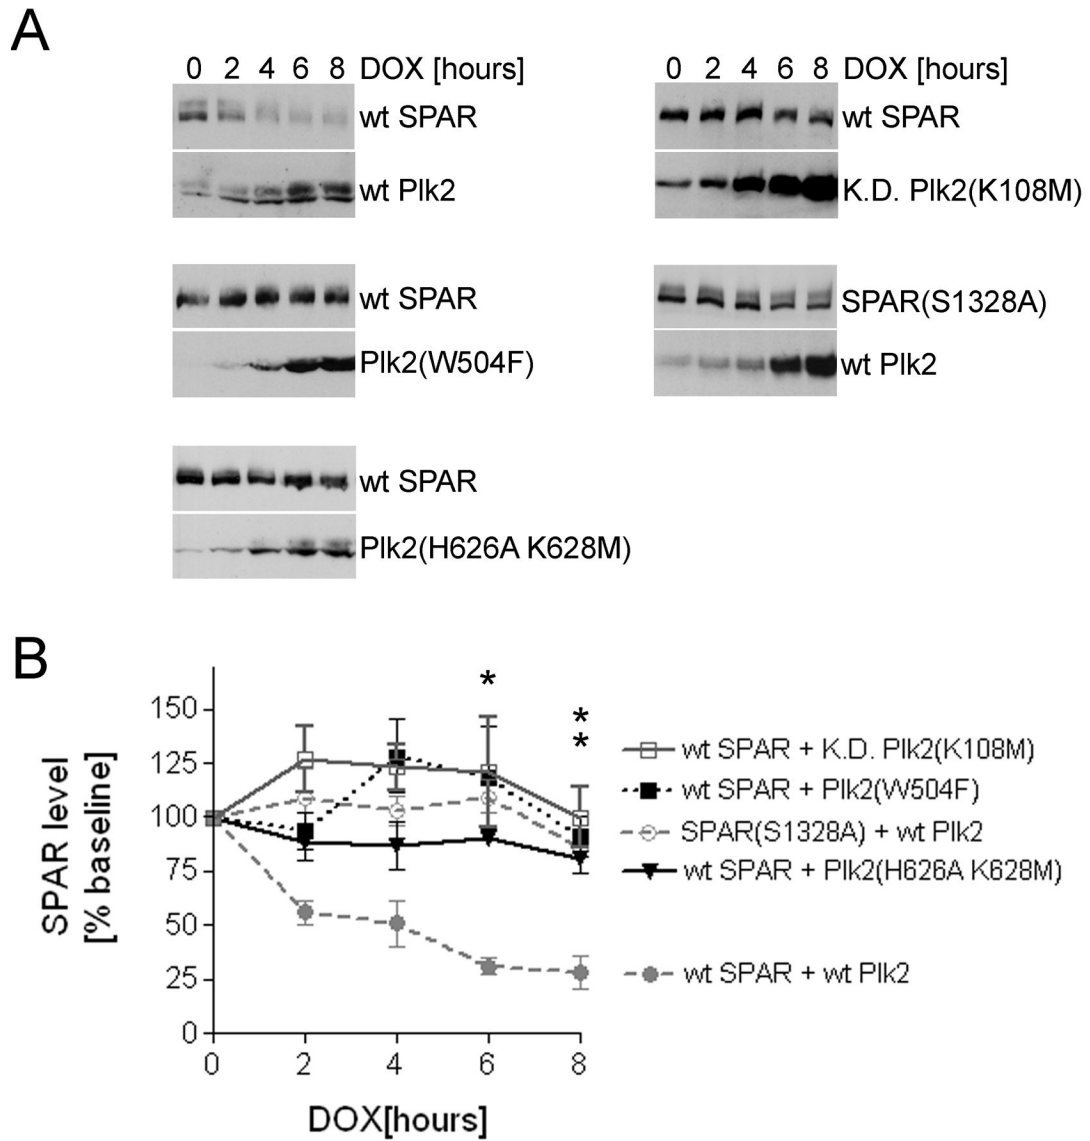 A
0 2 4 6 8 DOX [hours]
wt SPAR
wt Plk2
0 2 4 6 8 DOX [hours]
wt SPAR
K.D. Plk2(K108M)
wt SPAR
Plk2(W504F)
SPAR(S1328A)
wt Plk2
wt SPAR
Plk2(H626A K628M)
B
SPAR level
[% baseline]
150
125
100
75
50
25
0
0 2 4 6 8
DOX[hours]
*
*
*
wt SPAR + K.D. Plk2(K108M)
wt SPAR + Plk2(W504F)
SPAR(S1328A) + wt Plk2
wt SPAR + Plk2(H626A K628M)
wt SPAR + wt Plk2